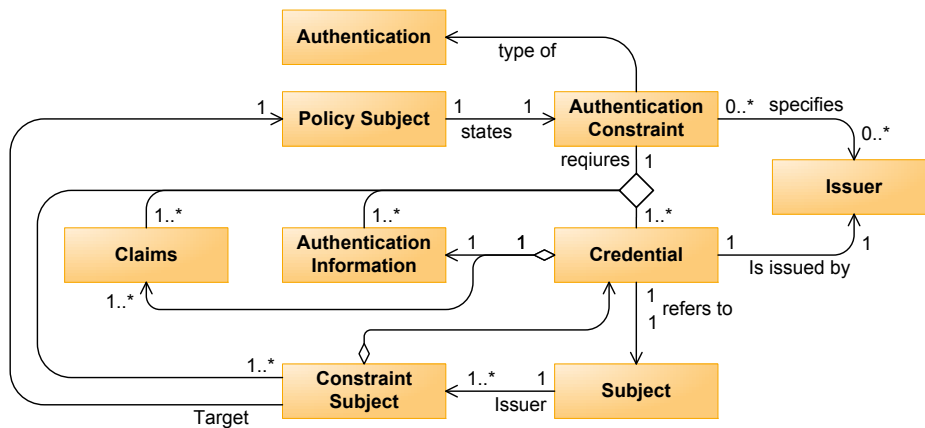 Authentication
type of
1
Policy Subject
1
states
1
Authentication
Constraint
0..*
specifies
0..*
reqiures
1
Issuer
1..*
1..*
1..*
Claims
Authentication
Information
1
1
Credential
1
Is issued by
1
1..*
1
refers to
1
1..*
Constraint
Subject
1..*
1
Issuer
Subject
Target